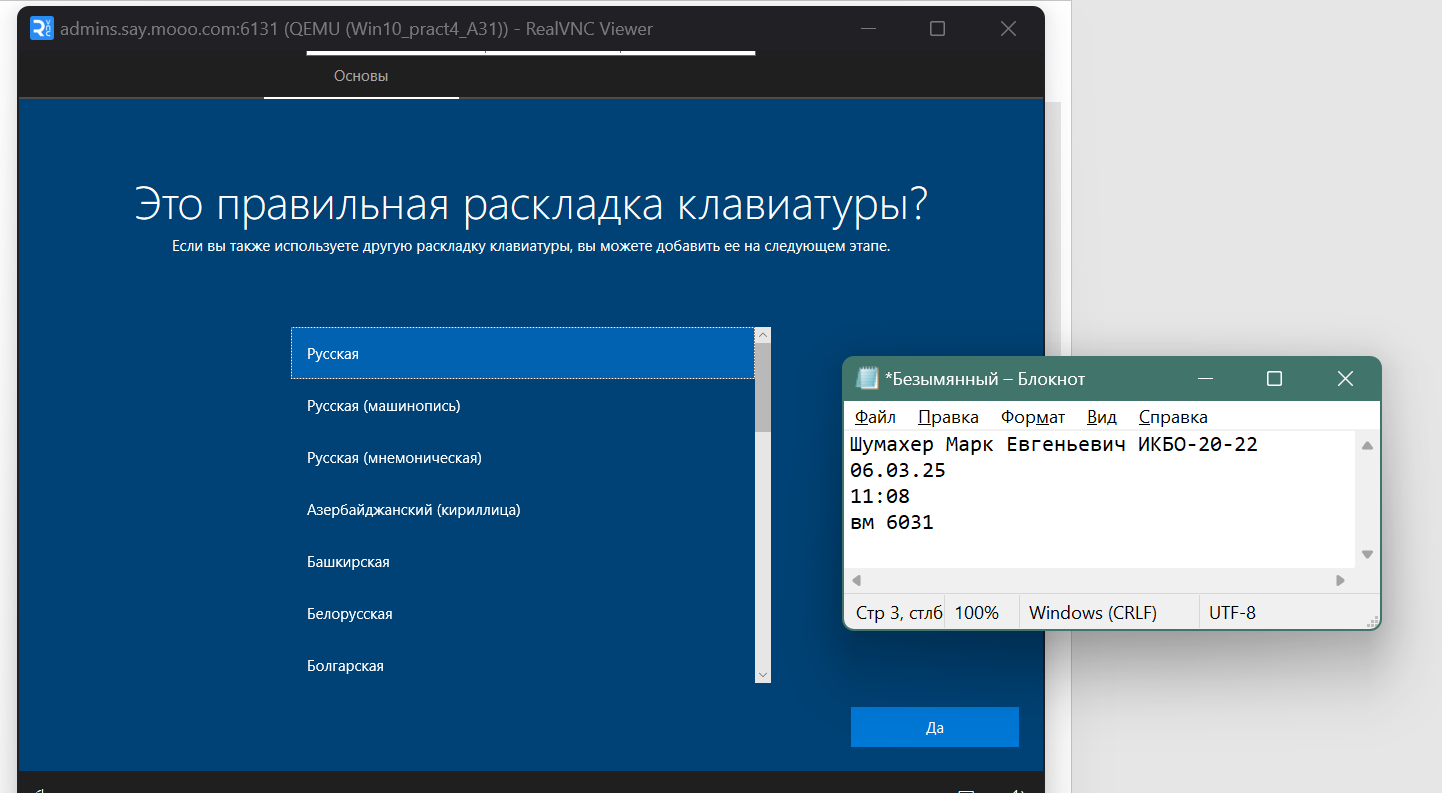 admins.say.mooo.com:6131 (QEMU (Win10_pract4_A31)) - RealVNC Viewer
Основы
Это правильная раскладка клавиатуры?
Если вы также используете другую раскладку клавиатуры, вы можете добавить ее на следующем этапе.
Русская
Русская (машинопись)
Русская (мнемоническая)
Азербайджанский (кириллица)
Башкирская
Белорусская
Болгарская
Да
*Безымянный – Блокнот
Файл Правка Формат Вид Справка
Шумахер Марк Евгеньевич ИКБО-20-22
06.03.25
11:08
вм 6031
Стр 3, стлб 100% Windows (CRLF) UTF-8